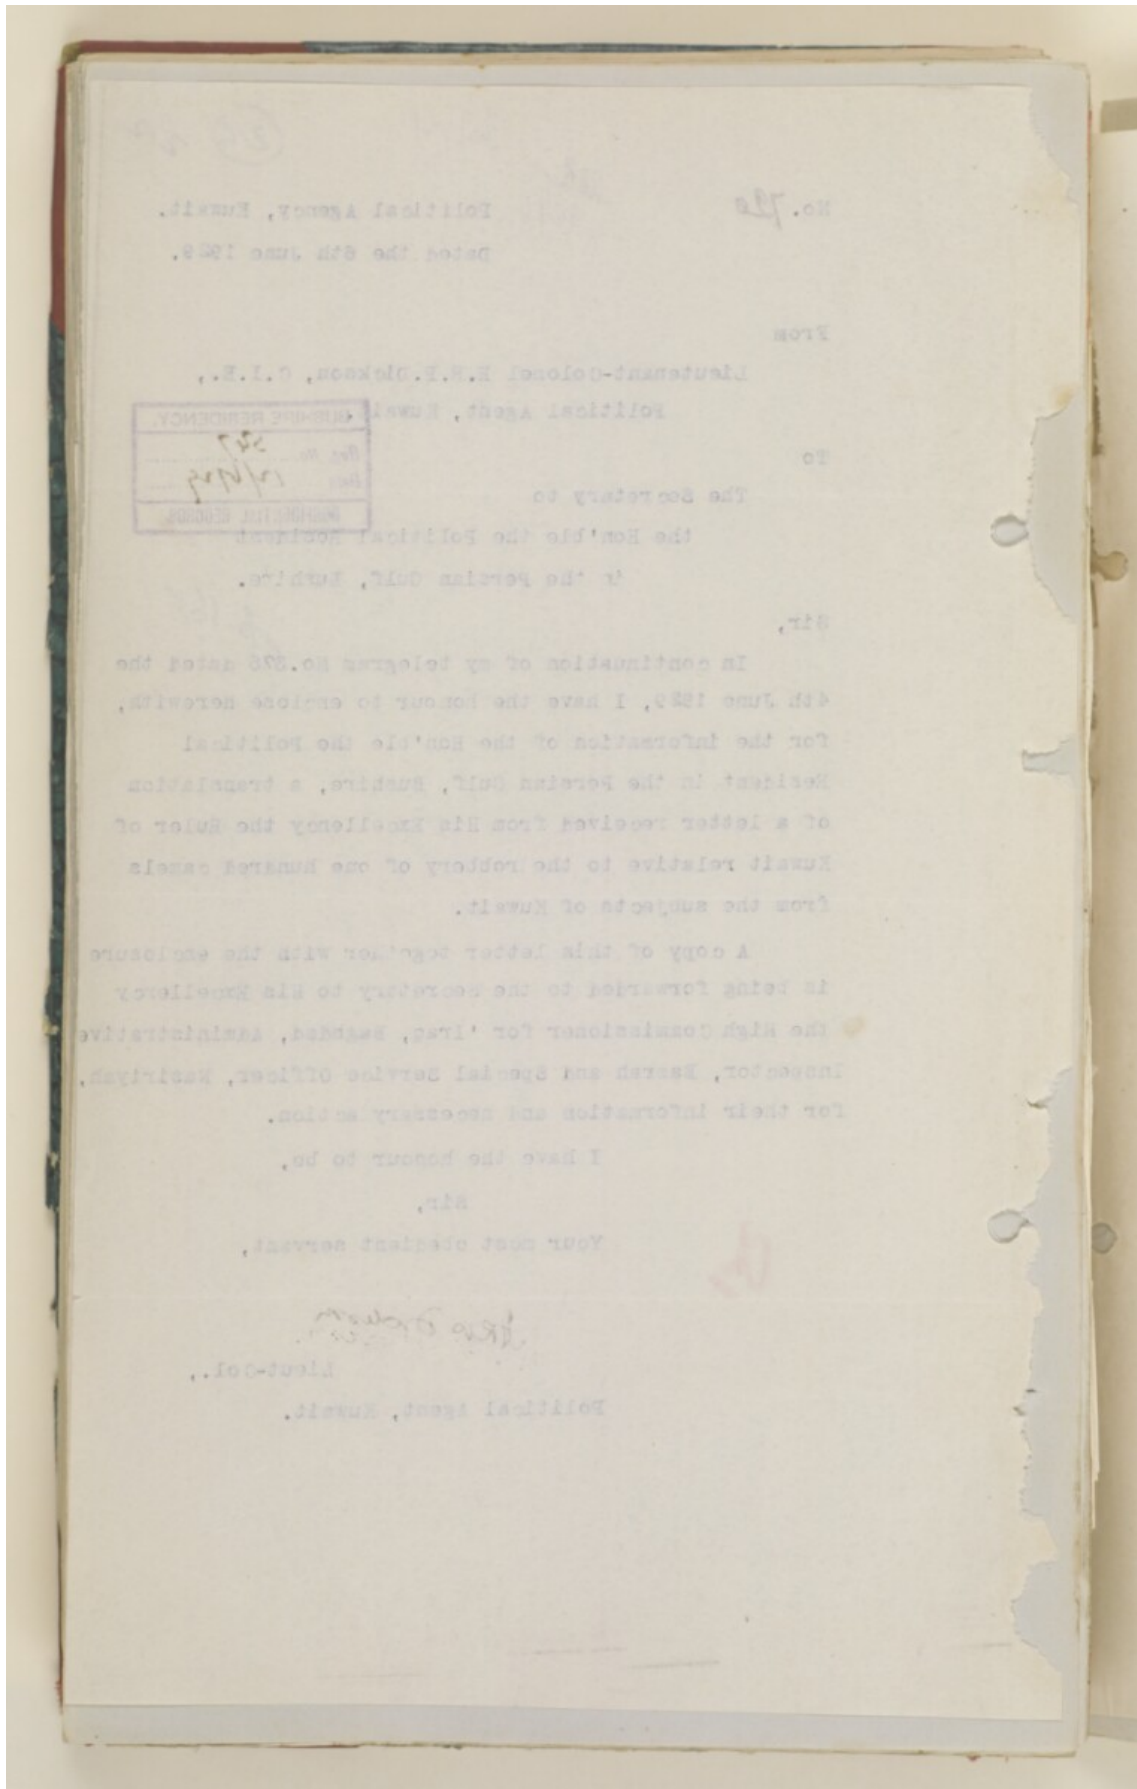 No. 720
Political Agency, Kuwait.
Dated the 6th June 1929.
From
Lieutenant-Colonel H.R.P.Dickson, C.I.E.,
Political Agent, Kuwait.
BUSHIRE RESIDENCY.
Reg. No. 567
Date 12/6/29
CONFIDENTIAL RECORDS.
To
The Secretary to
the Hon'ble the Political Resident
in the Persian Gulf, Bushire.
Sir,
In continuation of my telegram No.376 dated the
4th June 1929, I have the honour to enclose herewith,
for the information of the Hon'ble the Political
Resident in the Persian Gulf, Bushire, a translation
of a letter received from His Excellency the Ruler of
Kuwait relative to the robbery of one hundred camels
from the subjects of Kuwait.
A copy of this letter together with the enclosure
is being forwarded to the Secretary to His Excellency
the High Commissioner for 'Iraq, Baghdad, Administrative
Inspector, Basrah and Special Service Officer, Nasiriyah,
for their information and necessary action.
I have the honour to be,
Sir,
Your most obedient servant,
HRP Dickson
Lieut-Col.,
Political Agent, Kuwait.